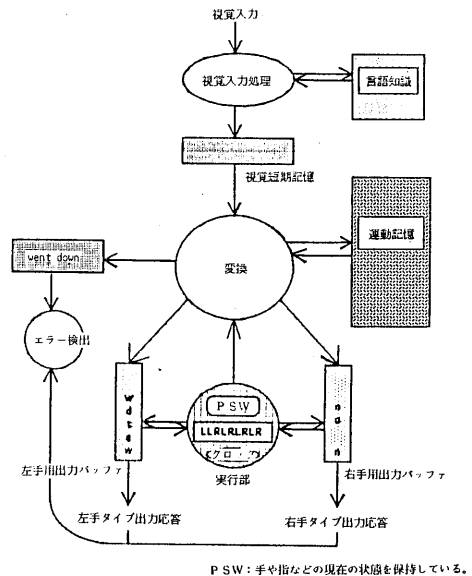 視覚入力
視覚入力処理
言語知識
視覚短期記憶
運動記憶
変換
went down
エラー検出
PSW
LLRLRLRLR
実行部
左手用出力バッファ
右手用出力バッファ
左手タイプ出力応答
右手タイプ出力応答
PSW:手や指などの現在の状態を保持している。